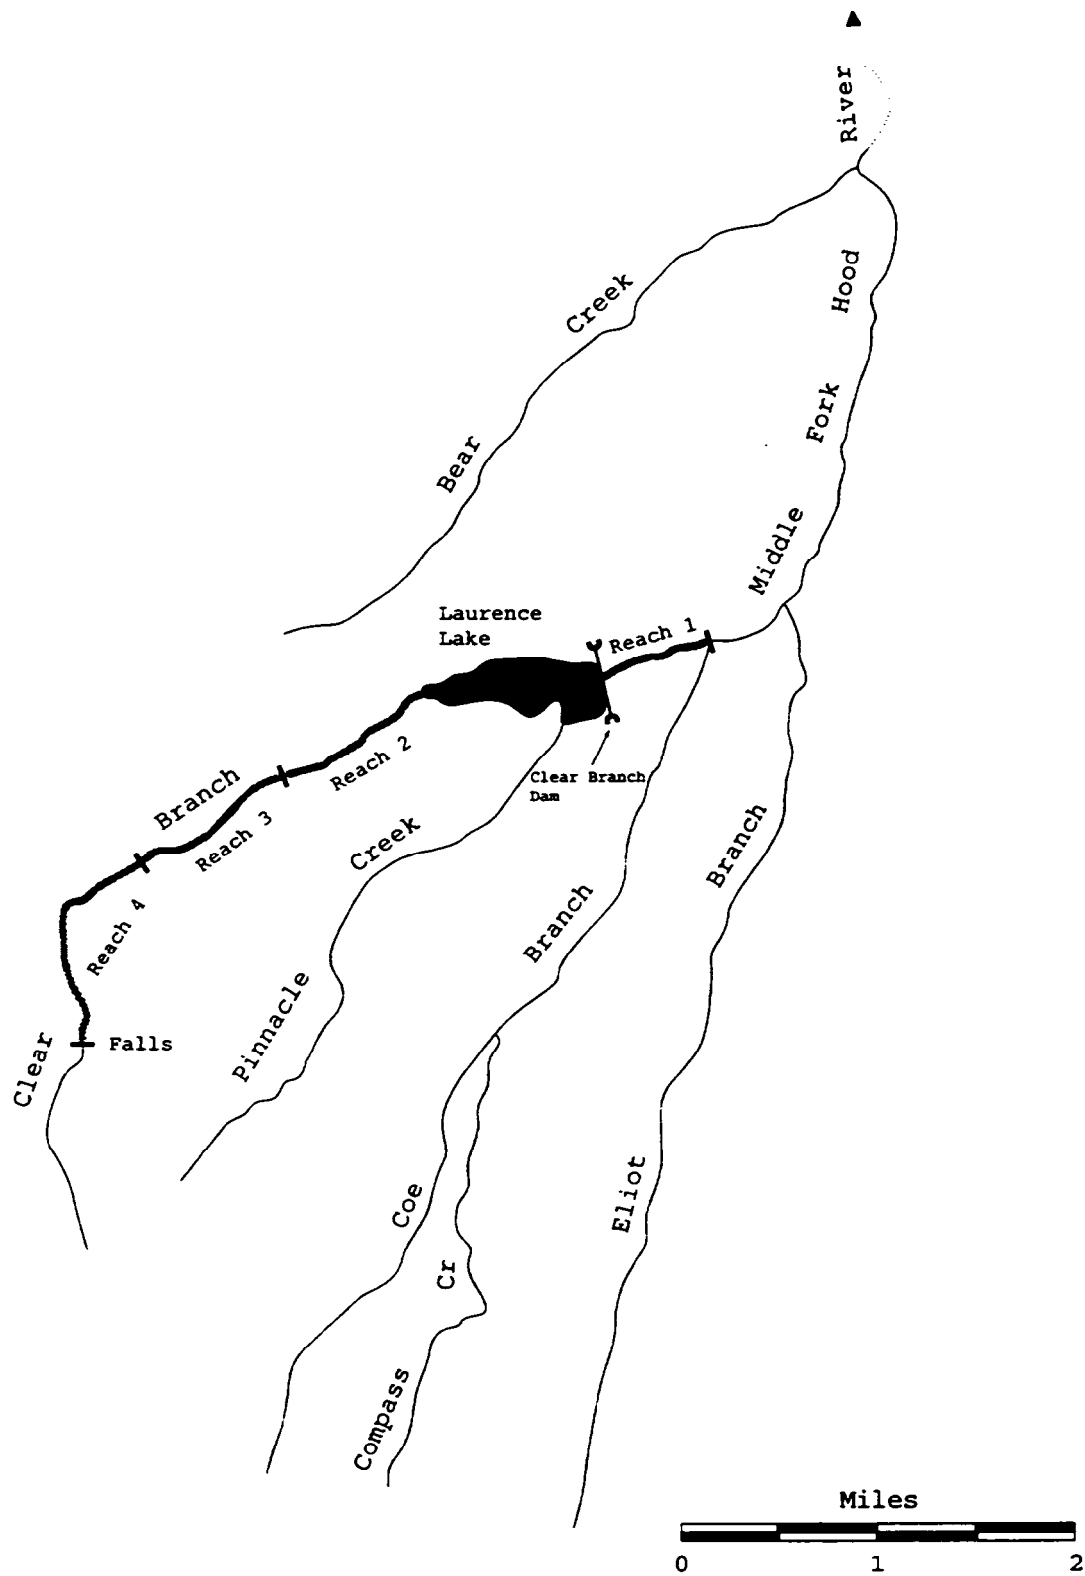 River
Hood
Fork
Middle
Creek
Bear
Laurence
Lake
Reach 1
Reach 2
Clear Branch
Dam
Branch
Reach 3
Creek
Branch
Branch
Reach 4
Pinnacle
Clear
Falls
Coe
Eliot
Cr
Compass
Miles
0 1 2